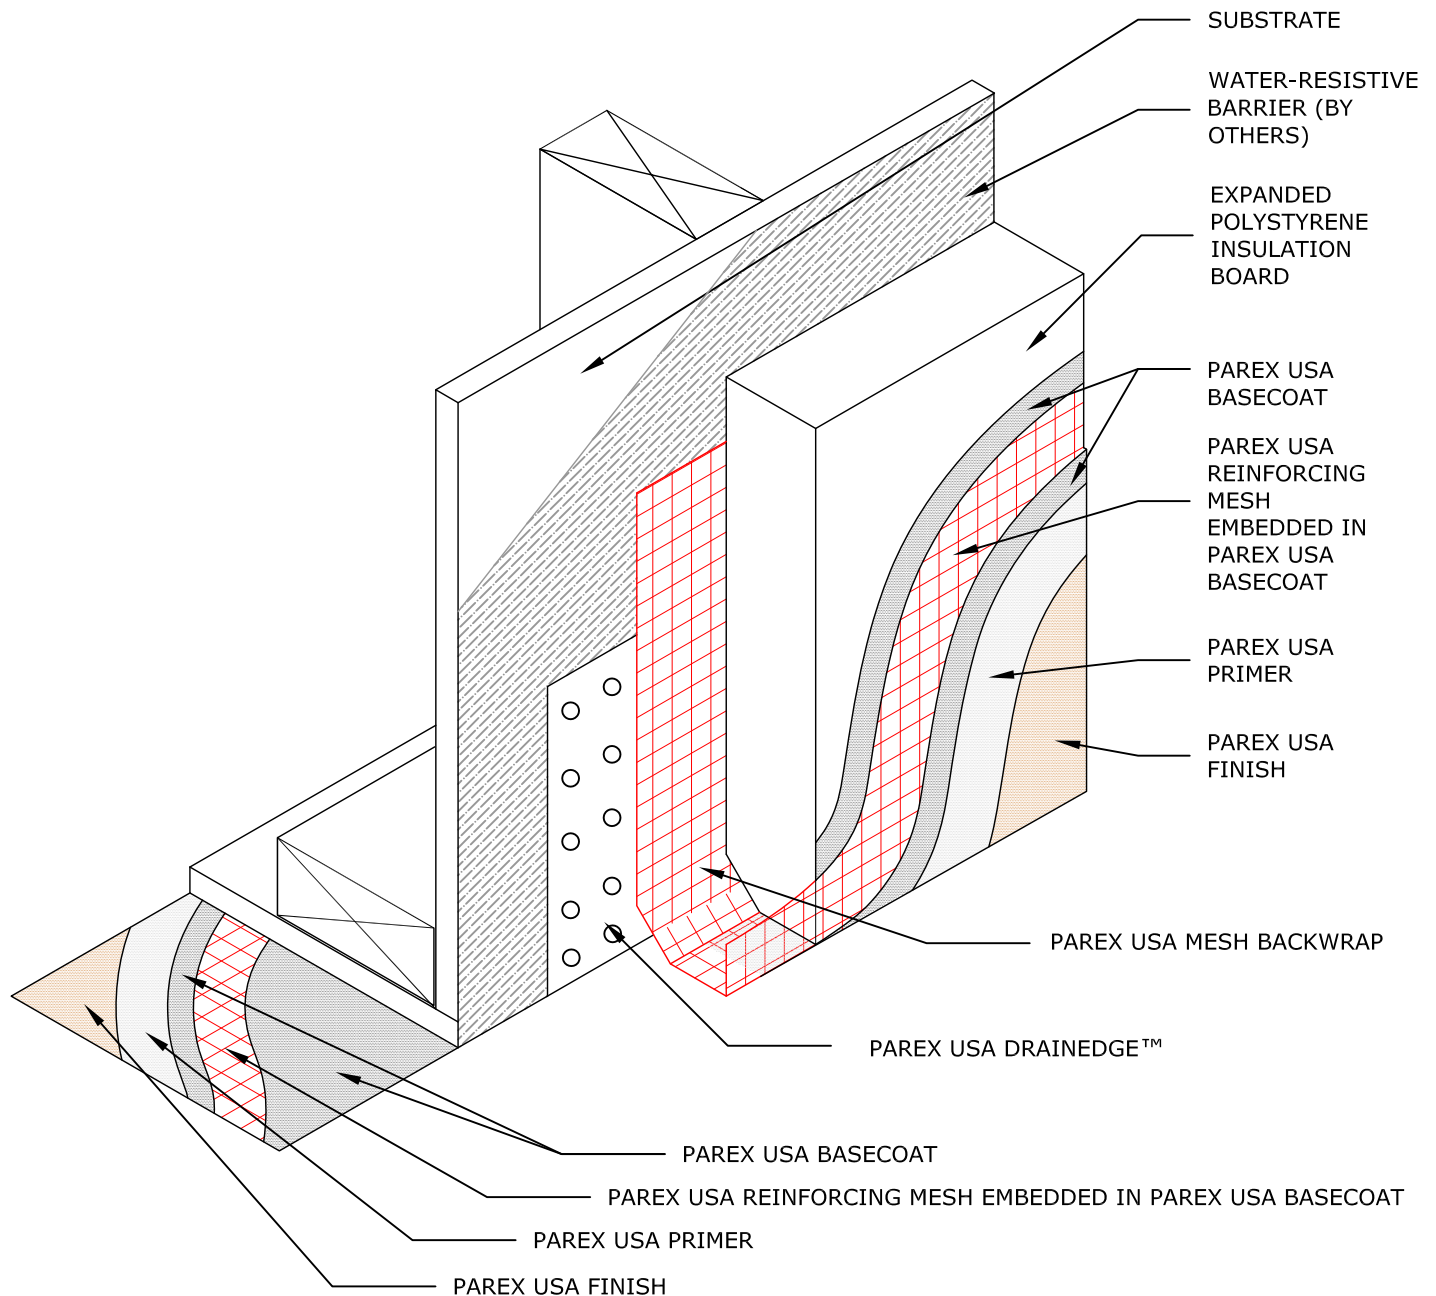 SUBSTRATE
WATER-RESISTIVE
BARRIER (BY
OTHERS)
EXPANDED
POLYSTYRENE
INSULATION
BOARD
PAREX USA
BASECOAT
PAREX USA
REINFORCING
MESH
EMBEDDED IN
PAREX USA
BASECOAT
PAREX USA
PRIMER
PAREX USA
FINISH
PAREX USA MESH BACKWRAP
PAREX USA DRAINEDGE™
PAREX USA BASECOAT
PAREX USA REINFORCING MESH EMBEDDED IN PAREX USA BASECOAT
PAREX USA PRIMER
PAREX USA FINISH